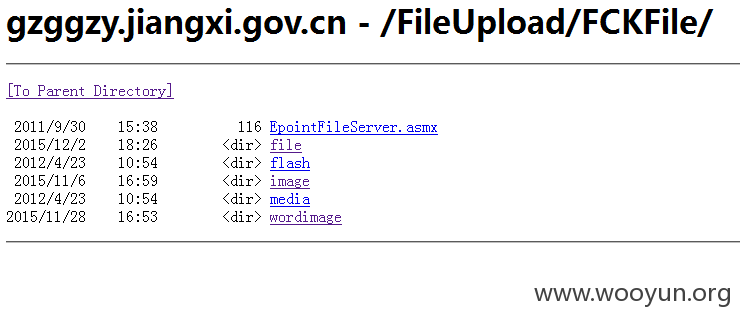 gzggzy.jiangxi.gov.cn - /FileUpload/FCKFile/
[To Parent Directory]
2011/9/30 15:38 116 EpointFileServer.asmx
2015/12/2 18:26 <dir> file
2012/4/23 10:54 <dir> flash
2015/11/6 16:59 <dir> image
2012/4/23 10:54 <dir> media
2015/11/28 16:53 <dir> wordimage
www.wooyun.org